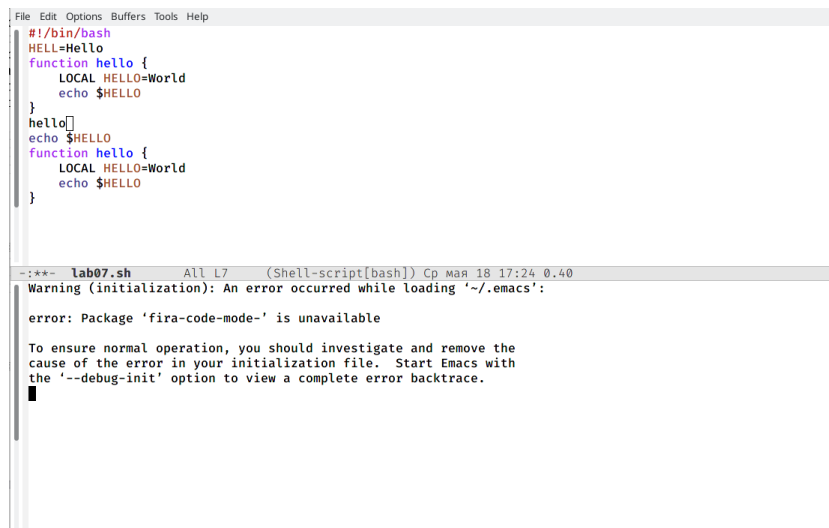 File Edit Options Buffers Tools Help
#!/bin/bash
HELL=Hello
function hello {
    LOCAL HELLO=World
    echo $HELLO
}
hello
echo $HELLO
function hello {
    LOCAL HELLO=World
    echo $HELLO
}
-:**-  lab07.sh       All L7     (Shell-script[bash]) Ср мая 18 17:24 0.40
Warning (initialization): An error occurred while loading ‘~/.emacs’:
error: Package ‘fira-code-mode-’ is unavailable
To ensure normal operation, you should investigate and remove the
cause of the error in your initialization file.  Start Emacs with
the ‘--debug-init’ option to view a complete error backtrace.